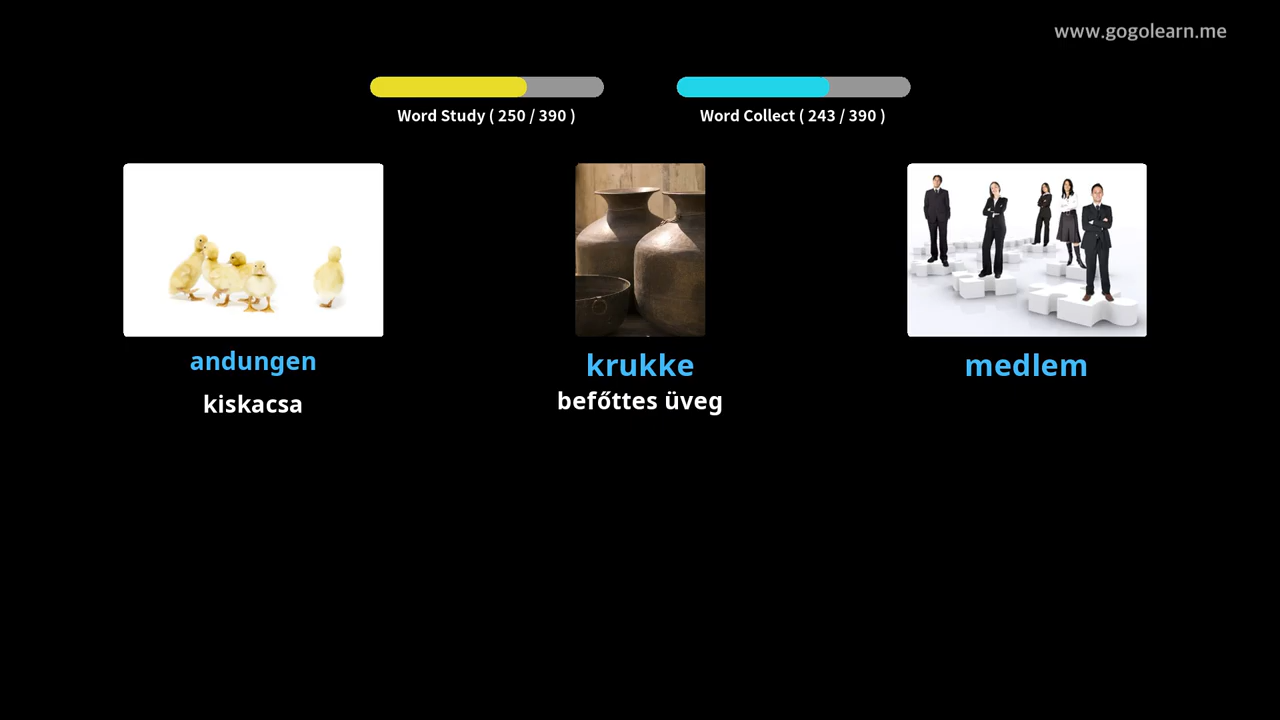 www.gogolearn.me
Word Study ( 250 / 390 )
Word Collect ( 243 / 390 )
andungen
krukke
medlem
kiskacsa
befőttes üveg